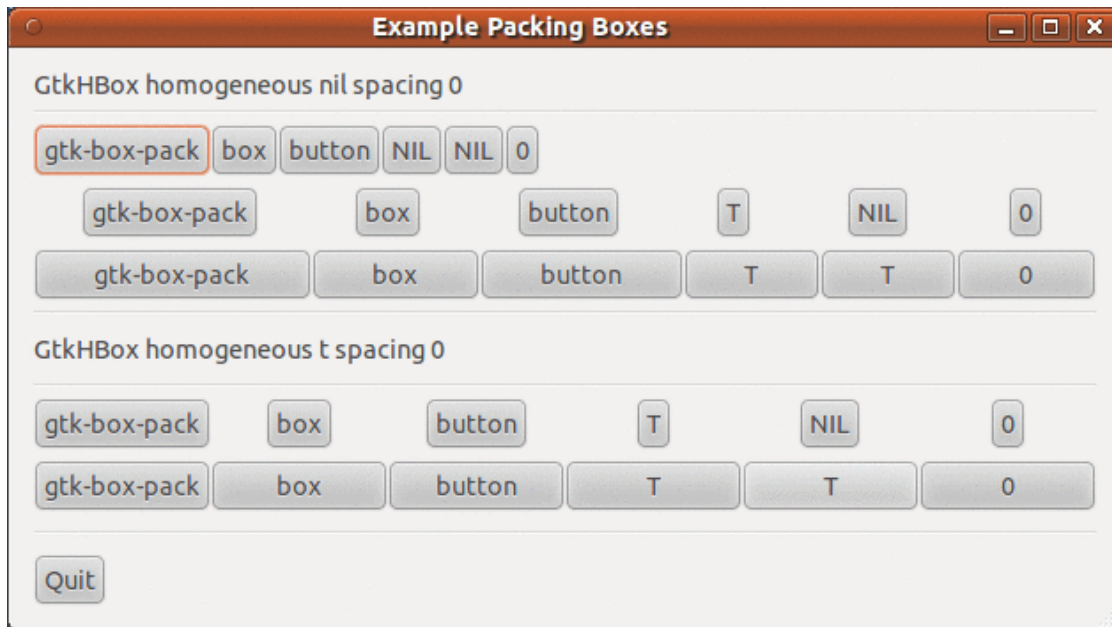 Example Packing Boxes
GtkHBox homogeneous nil spacing 0
gtk-box-pack box button NIL NIL 0
gtk-box-pack box button T NIL 0
gtk-box-pack box button T T 0
GtkHBox homogeneous t spacing 0
gtk-box-pack box button T NIL 0
gtk-box-pack box button T T 0
Quit